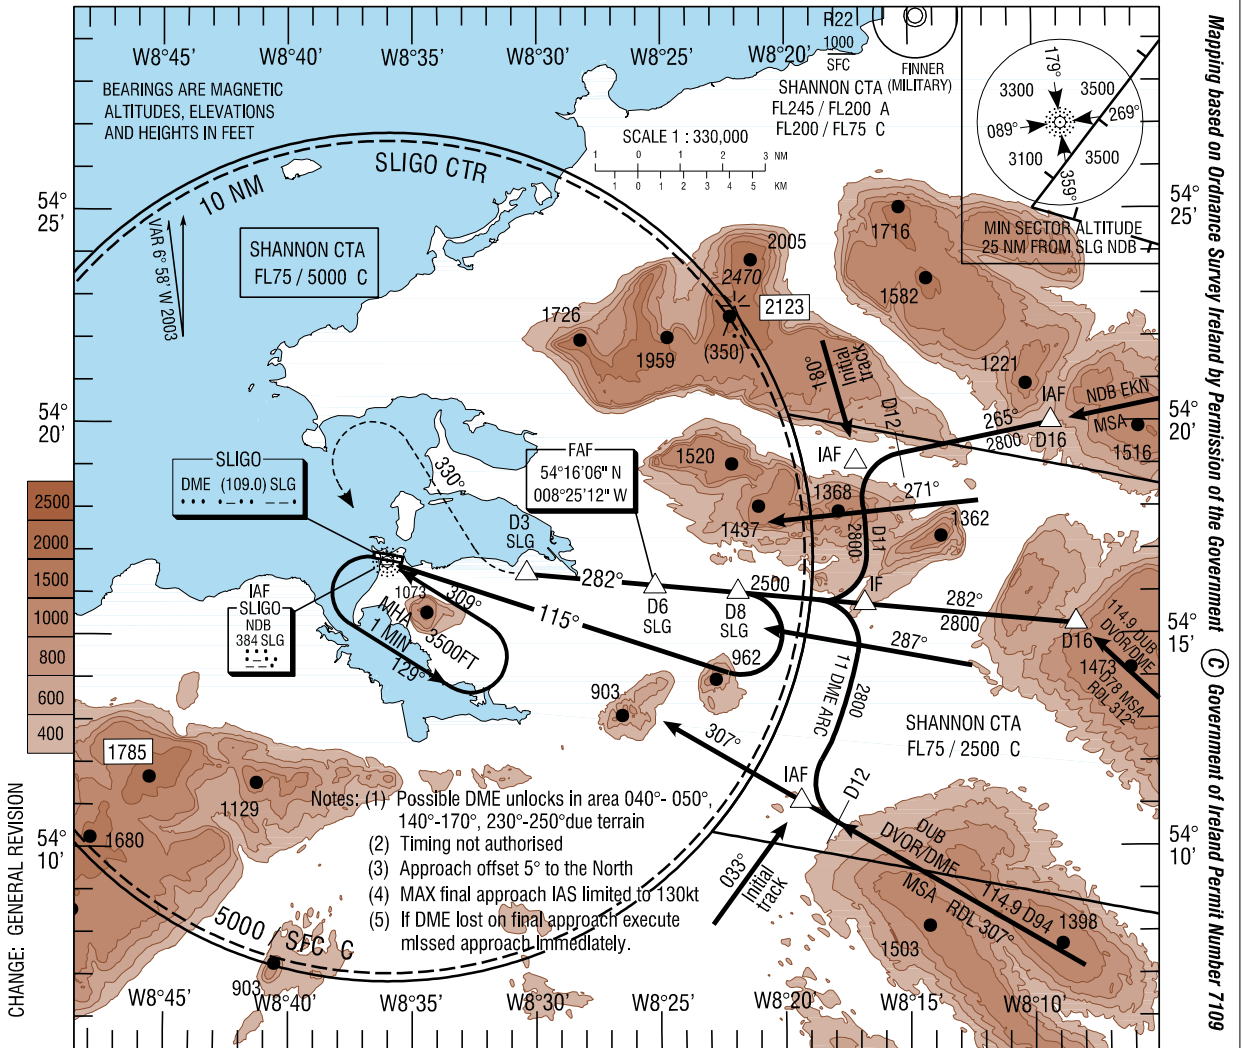 W8°45’
W8°40’
W8°35’
W8°30’
W8°25’
W8°20’
R22
1000
SFC
FINNER
(MILITARY)
BEARINGS ARE MAGNETIC
ALTITUDES, ELEVATIONS
AND HEIGHTS IN FEET
SHANNON CTA
FL245 / FL200 A
FL200 / FL75 C
SCALE 1 : 330,000
1 0 1 2 3 NM
1 0 1 2 3 4 5 KM
179°
3300
3500
089°
269°
3100
3500
359°
MIN SECTOR ALTITUDE
25 NM FROM SLG NDB
SLIGO CTR
10 NM
54°
25’
54°
25’
VAR 6° 58’ W 2003
SHANNON CTA
FL75 / 5000 C
2005
2470
2123
1726
1959
(350)
1716
1582
1221
180°
Initial
track
D12
IAF
NDB EKN
MSA
265°
2800
D16
1516
54°
20’
54°
20’
IAF
SLIGO
DME (109.0) SLG
330°
FAF
54°16'06" N
008°25'12" W
1520
1437
1368
271°
1362
2800
D11
D3
SLG
2500
2000
1500
1000
800
600
400
IAF
SLIGO
NDB
384 SLG
1073
309°
MHA 3500FT
1 MIN
129°
282°
D6
SLG
D8
SLG
2500
IF
282°
2800
D16
115°
287°
962
903
11 DME ARC
2800
114.9 DUB
DVOR/DME
1473
1078 MSA
RDL 312°
54°
15’
SHANNON CTA
FL75 / 2500 C
307°
IAF
D12
1785
1129
1680
54°
10’
54°
10’
Notes: (1) Possible DME unlocks in area 040°- 050°,
140°-170°, 230°-250°due terrain
(2) Timing not authorised
(3) Approach offset 5° to the North
(4) MAX final approach IAS limited to 130kt
(5) If DME lost on final approach execute
missed approach immediately.
033°
Initial
track
DUB
DVOR/DME
MSA
114.9 D94
RDL 307°
1398
1503
5000 / SFC C
903
W8°45’
W8°40’
W8°35’
W8°30’
W8°25’
W8°20’
W8°15’
W8°10’
CHANGE: GENERAL REVISION
Mapping based on Ordnance Survey Ireland by Permission of the Government © Government of Ireland Permit Number 7109